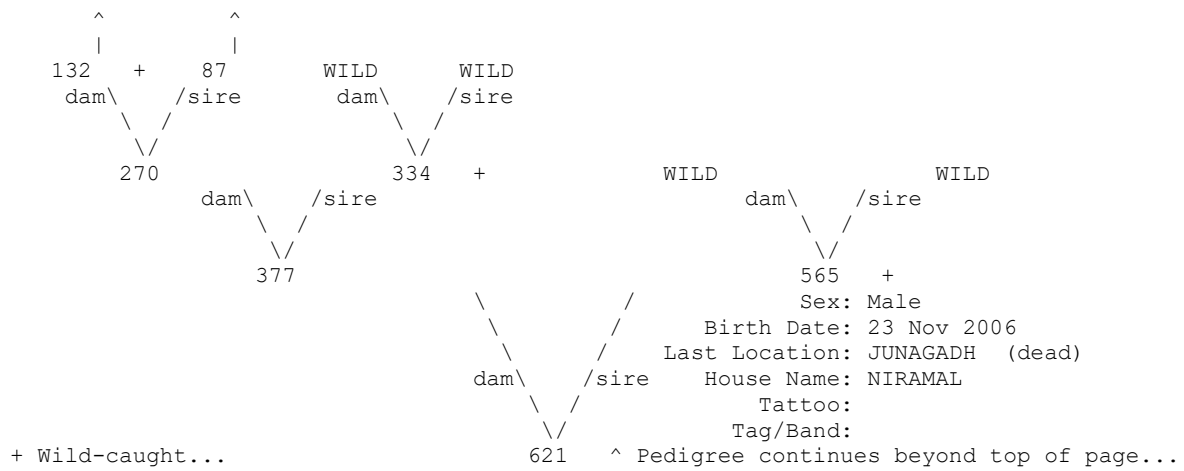 ^ ^
| |
132 + 87 WILD WILD
dam\ /sire dam\ /sire
\ / \ /
\/ \/
270 334 + WILD WILD
dam\ /sire dam\ /sire
\ / \ /
\/ \/
377 565 +
\ / Sex: Male
\ / Birth Date: 23 Nov 2006
\ / Last Location: JUNAGADH (dead)
dam\ /sire House Name: NIRAMAL
\ / Tattoo:
\/ Tag/Band:
+ Wild-caught... 621 ^ Pedigree continues beyond top of page...